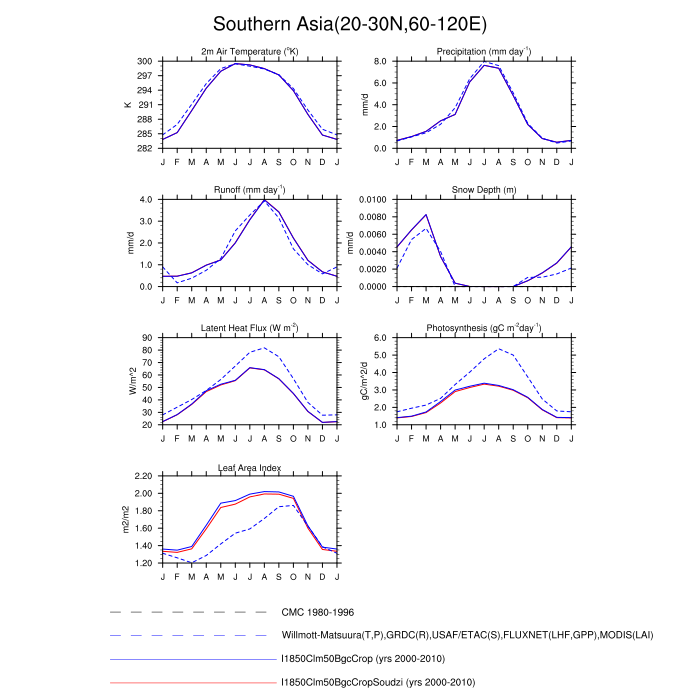 Southern Asia(20-30N,60-120E)
2m Air Temperature (°K)
300
297
294
291
288
285
282
K
J F M A M J J A S O N D J
Precipitation (mm day⁻¹)
8.0
6.0
4.0
2.0
0.0
mm/d
J F M A M J J A S O N D J
Runoff (mm day⁻¹)
4.0
3.0
2.0
1.0
0.0
mm/d
J F M A M J J A S O N D J
Snow Depth (m)
0.0100
0.0080
0.0060
0.0040
0.0020
0.0000
mm/d
J F M A M J J A S O N D J
Latent Heat Flux (W m⁻²)
90
80
70
60
50
40
30
20
W/m^2
J F M A M J J A S O N D J
Photosynthesis (gC m⁻²day⁻¹)
6.0
5.0
4.0
3.0
2.0
1.0
gC/m^2/d
J F M A M J J A S O N D J
Leaf Area Index
2.20
2.00
1.80
1.60
1.40
1.20
m2/m2
J F M A M J J A S O N D J
CMC 1980-1996
Willmott-Matsuura(T,P),GRDC(R),USAF/ETAC(S),FLUXNET(LHF,GPP),MODIS(LAI)
I1850Clm50BgcCrop (yrs 2000-2010)
I1850Clm50BgcCropSoudzi (yrs 2000-2010)